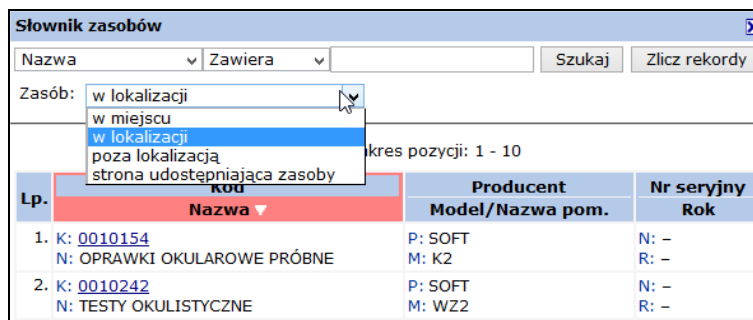 Słownik zasobów
Nazwa Zawiera Szukaj Zlicz rekordy
Zasób: w lokalizacji
w miejscu
w lokalizacji
poza lokalizacją
strona udostępniająca zasoby
kres pozycji: 1 - 10
Lp. Kod Producent Nr seryjny
Nazwa Model/Nazwa pom. Rok
1. K: 0010154 P: SOFT N: –
N: OPRAWKI OKULAROWE PRÓBNE M: K2 R: –
2. K: 0010242 P: SOFT N: –
N: TESTY OKULISTYCZNE M: WZ2 R: –